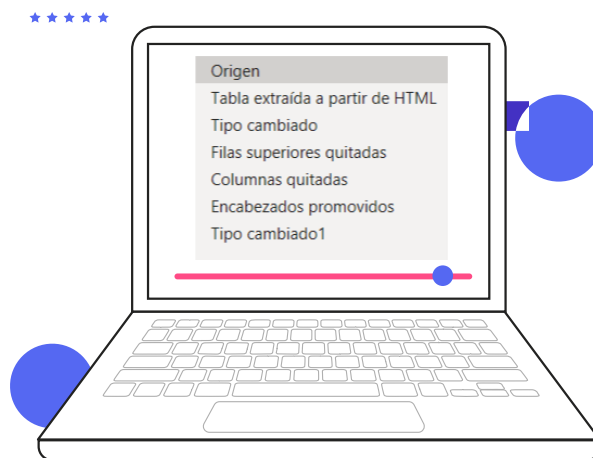 Origen
Tabla extraída a partir de HTML
Tipo cambiado
Filas superiores quitadas
Columnas quitadas
Encabezados promovidos
Tipo cambiado1